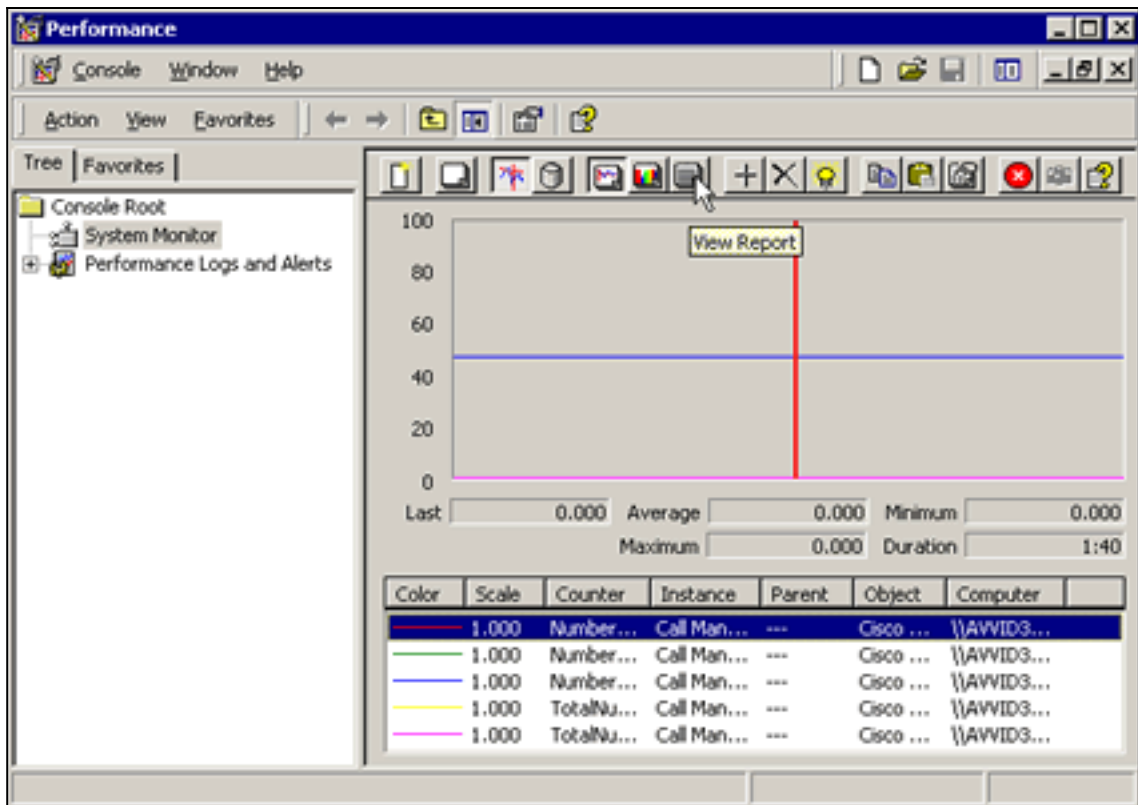 Performance
Console Window Help
Action View Favorites
Tree Favorites
Console Root
System Monitor
Performance Logs and Alerts
View Report
100
80
60
40
20
0
Last 0.000 Average 0.000 Minimum 0.000
Maximum 0.000 Duration 1:40
Color Scale Counter Instance Parent Object Computer
1.000 Number... Call Man... --- Cisco ... \\AVVID3...
1.000 Number... Call Man... --- Cisco ... \\AVVID3...
1.000 Number... Call Man... --- Cisco ... \\AVVID3...
1.000 TotalNu... Call Man... --- Cisco ... \\AVVID3...
1.000 TotalNu... Call Man... --- Cisco ... \\AVVID3...